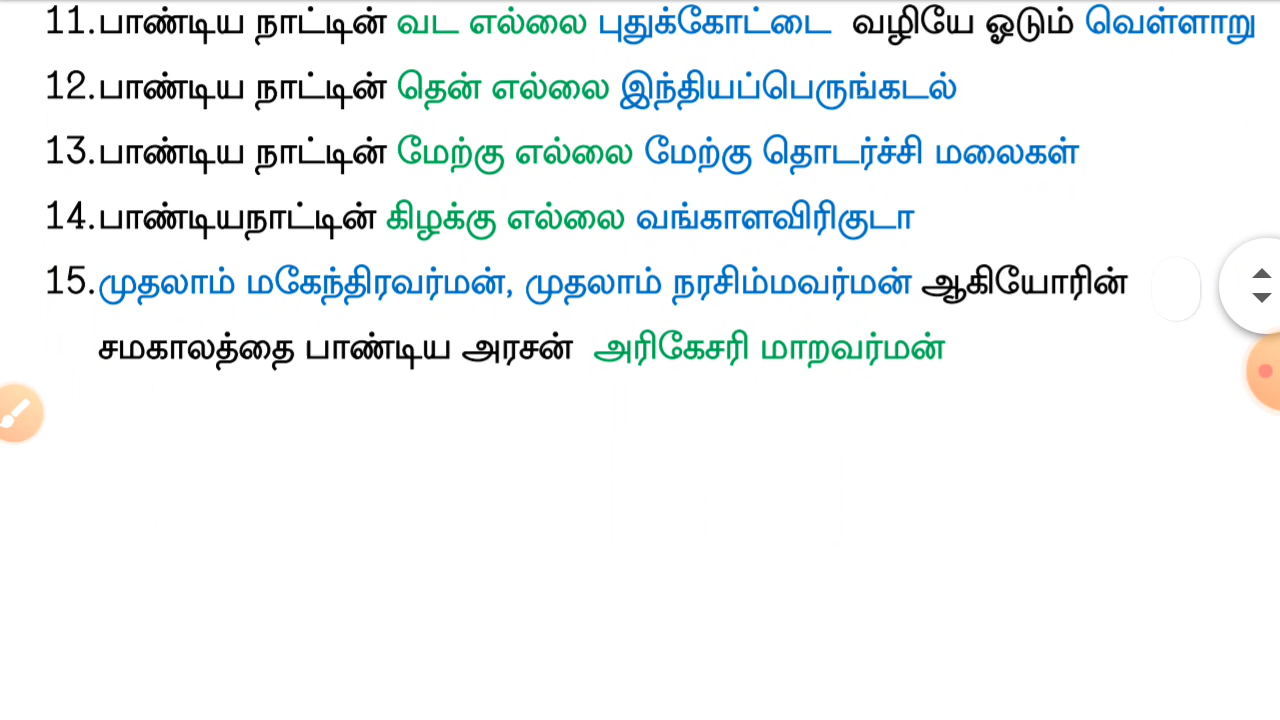 11.பாண்டிய நாட்டின் வட எல்லை புதுக்கோட்டை வழியே ஓடும் வெள்ளாறு
12.பாண்டிய நாட்டின் தென் எல்லை இந்தியப்பெருங்கடல்
13.பாண்டிய நாட்டின் மேற்கு எல்லை மேற்கு தொடர்ச்சி மலைகள்
14.பாண்டியநாட்டின் கிழக்கு எல்லை வங்காளவிரிகுடா
15.முதலாம் மகேந்திரவர்மன், முதலாம் நரசிம்மவர்மன் ஆகியோரின்
சமகாலத்தை பாண்டிய அரசன் அரிகேசரி மாறவர்மன்